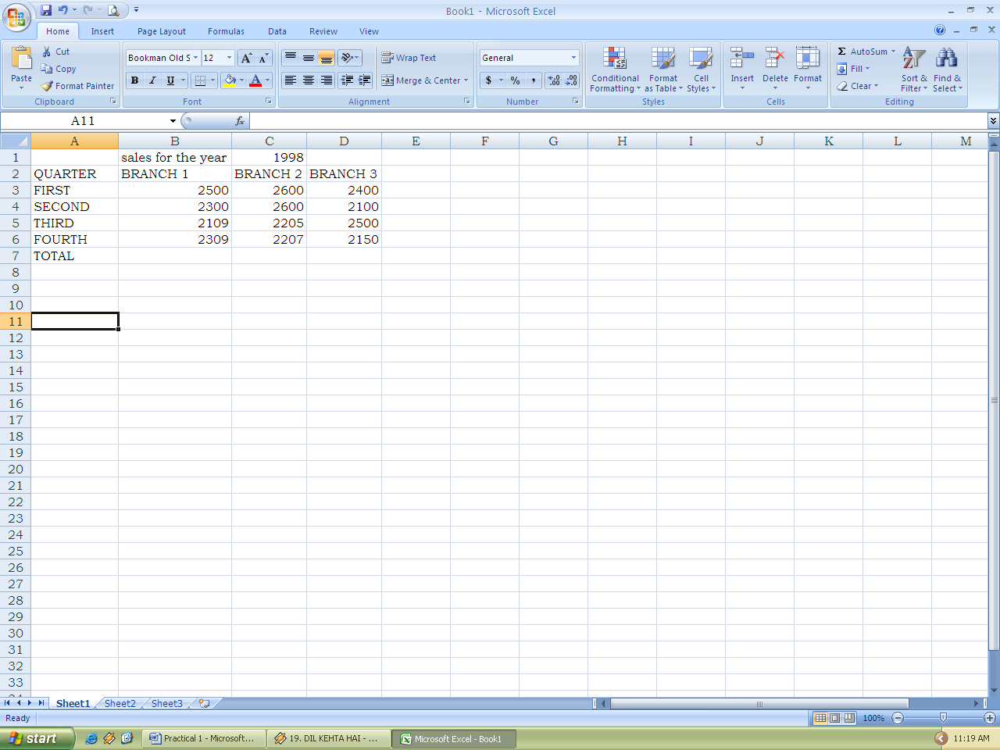 Book1 - Microsoft Excel
Home Insert Page Layout Formulas Data Review View
Paste Cut Copy Format Painter Clipboard
Bookman Old S 12 A A B I U A Font
Wrap Text Merge & Center Alignment
General $ % , .00 .00 Number
Conditional Formatting Format as Table Cell Styles Styles
Insert Delete Format Cells
Σ AutoSum Fill Clear Sort & Filter Find & Select Editing
A11 fx
A B C D E F G H I J K L M
1 sales for the year 1998
2 QUARTER BRANCH 1 BRANCH 2 BRANCH 3
3 FIRST 2500 2600 2400
4 SECOND 2300 2600 2100
5 THIRD 2109 2205 2500
6 FOURTH 2309 2207 2150
7 TOTAL
8
9
10
11
12
13
14
15
16
17
18
19
20
21
22
23
24
25
26
27
28
29
30
31
32
33
Sheet1 Sheet2 Sheet3
Ready 100%
start Practical 1 - Microsoft... 19. DIL KEHTA HAI - ... Microsoft Excel - Book1 11:19 AM